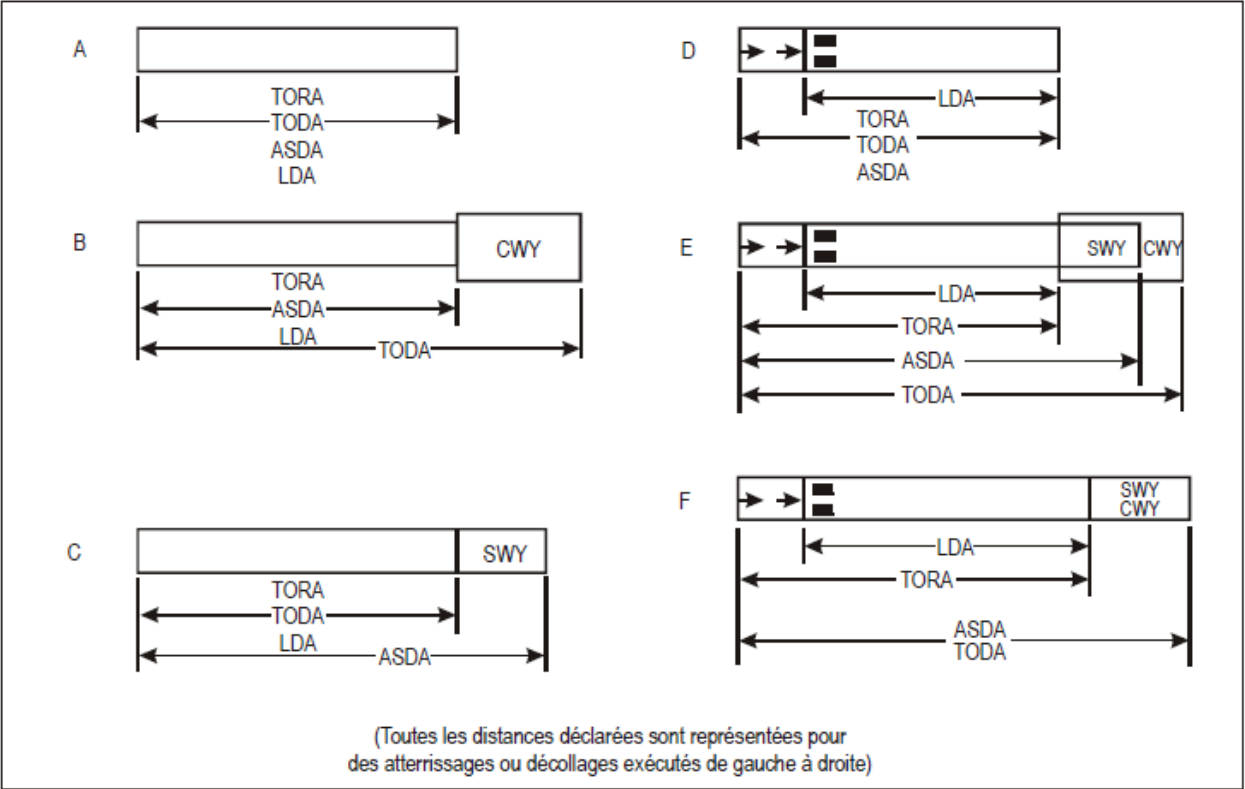 A
TORA
TODA
ASDA
LDA
B
CWY
TORA
ASDA
LDA
TODA
C
SWY
TORA
TODA
LDA
ASDA
D
LDA
TORA
TODA
ASDA
E
SWY
CWY
LDA
TORA
ASDA
TODA
F
SWY
CWY
LDA
TORA
ASDA
TODA
(Toutes les distances déclarées sont représentées pour
des atterrissages ou décollages exécutés de gauche à droite)